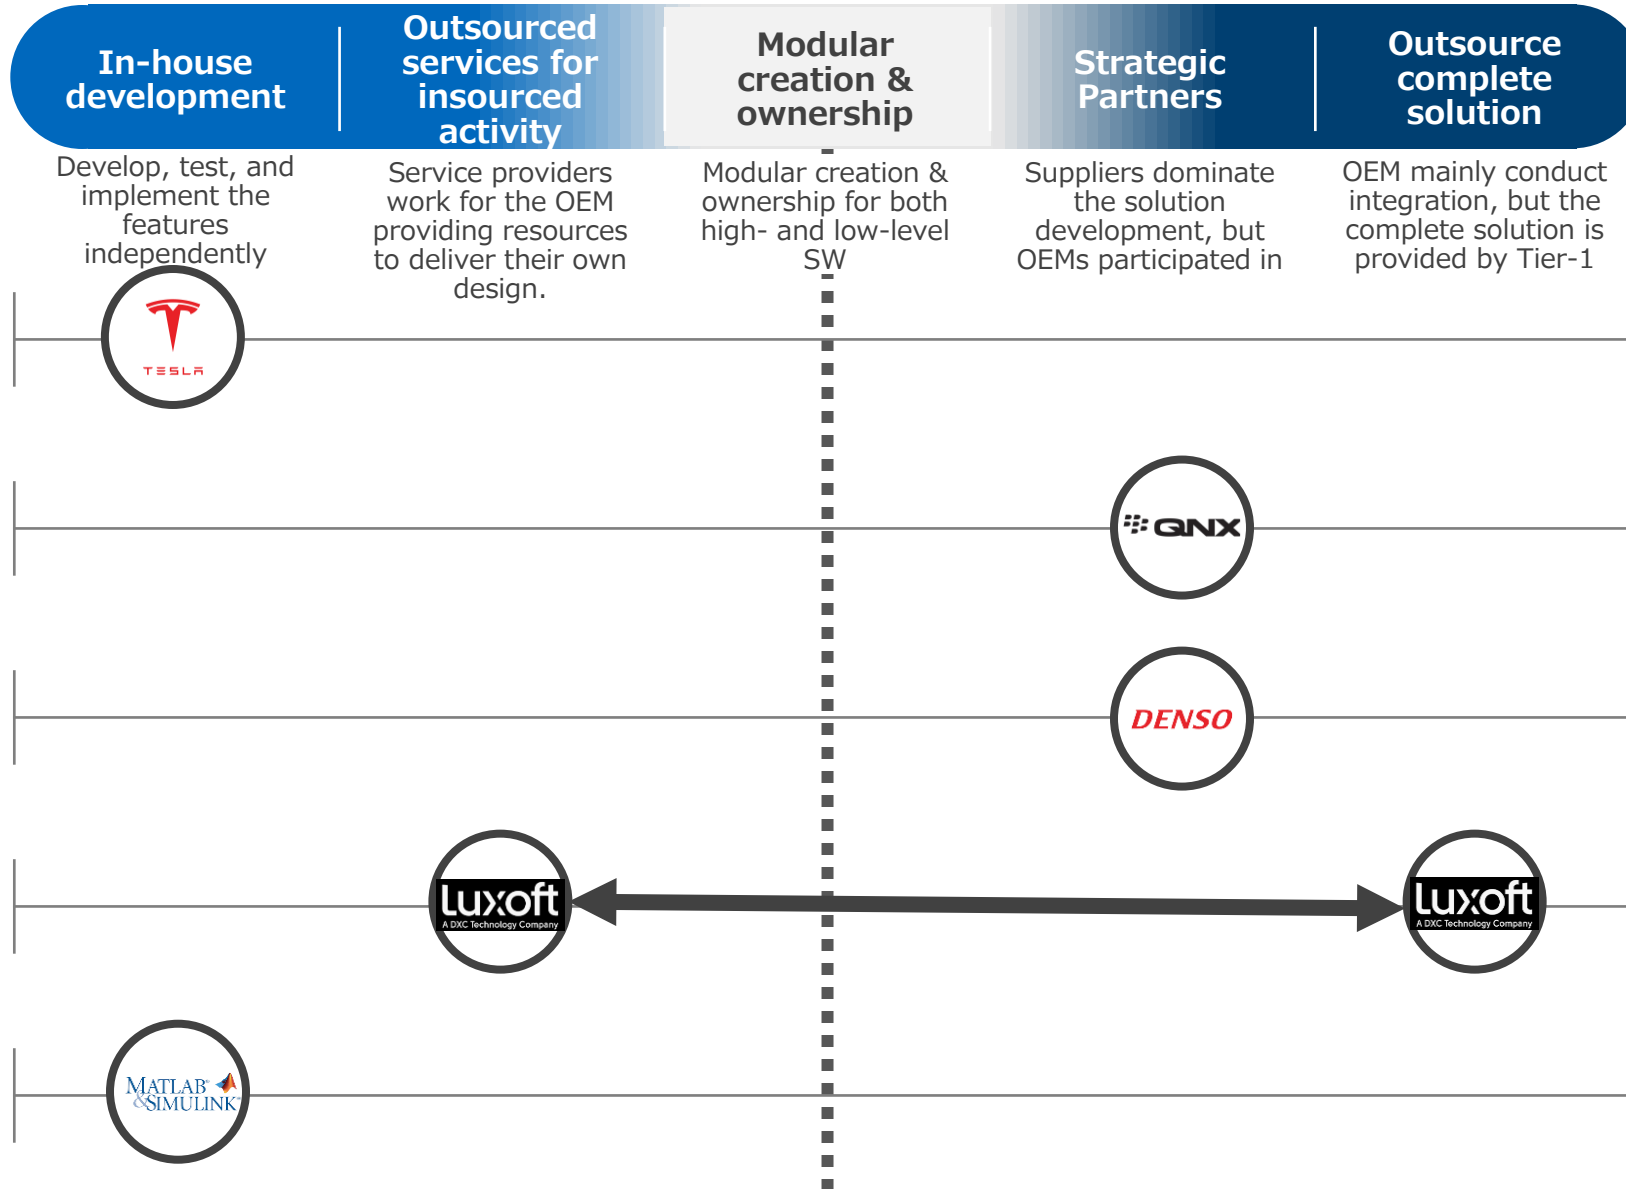 In-house
development
Outsourced
services for
insourced
activity
Modular
creation &
ownership
Strategic
Partners
Outsource
complete
solution
Develop, test, and
implement the
features
independently
Service providers
work for the OEM
providing resources
to deliver their own
design.
Modular creation &
ownership for both
high- and low-level
SW
Suppliers dominate
the solution
development, but
OEMs participated in
OEM mainly conduct
integration, but the
complete solution is
provided by Tier-1
TESLA
QNX
DENSO
Luxoft
A DXC Technology Company
Luxoft
A DXC Technology Company
MATLAB®
&SIMULINK®